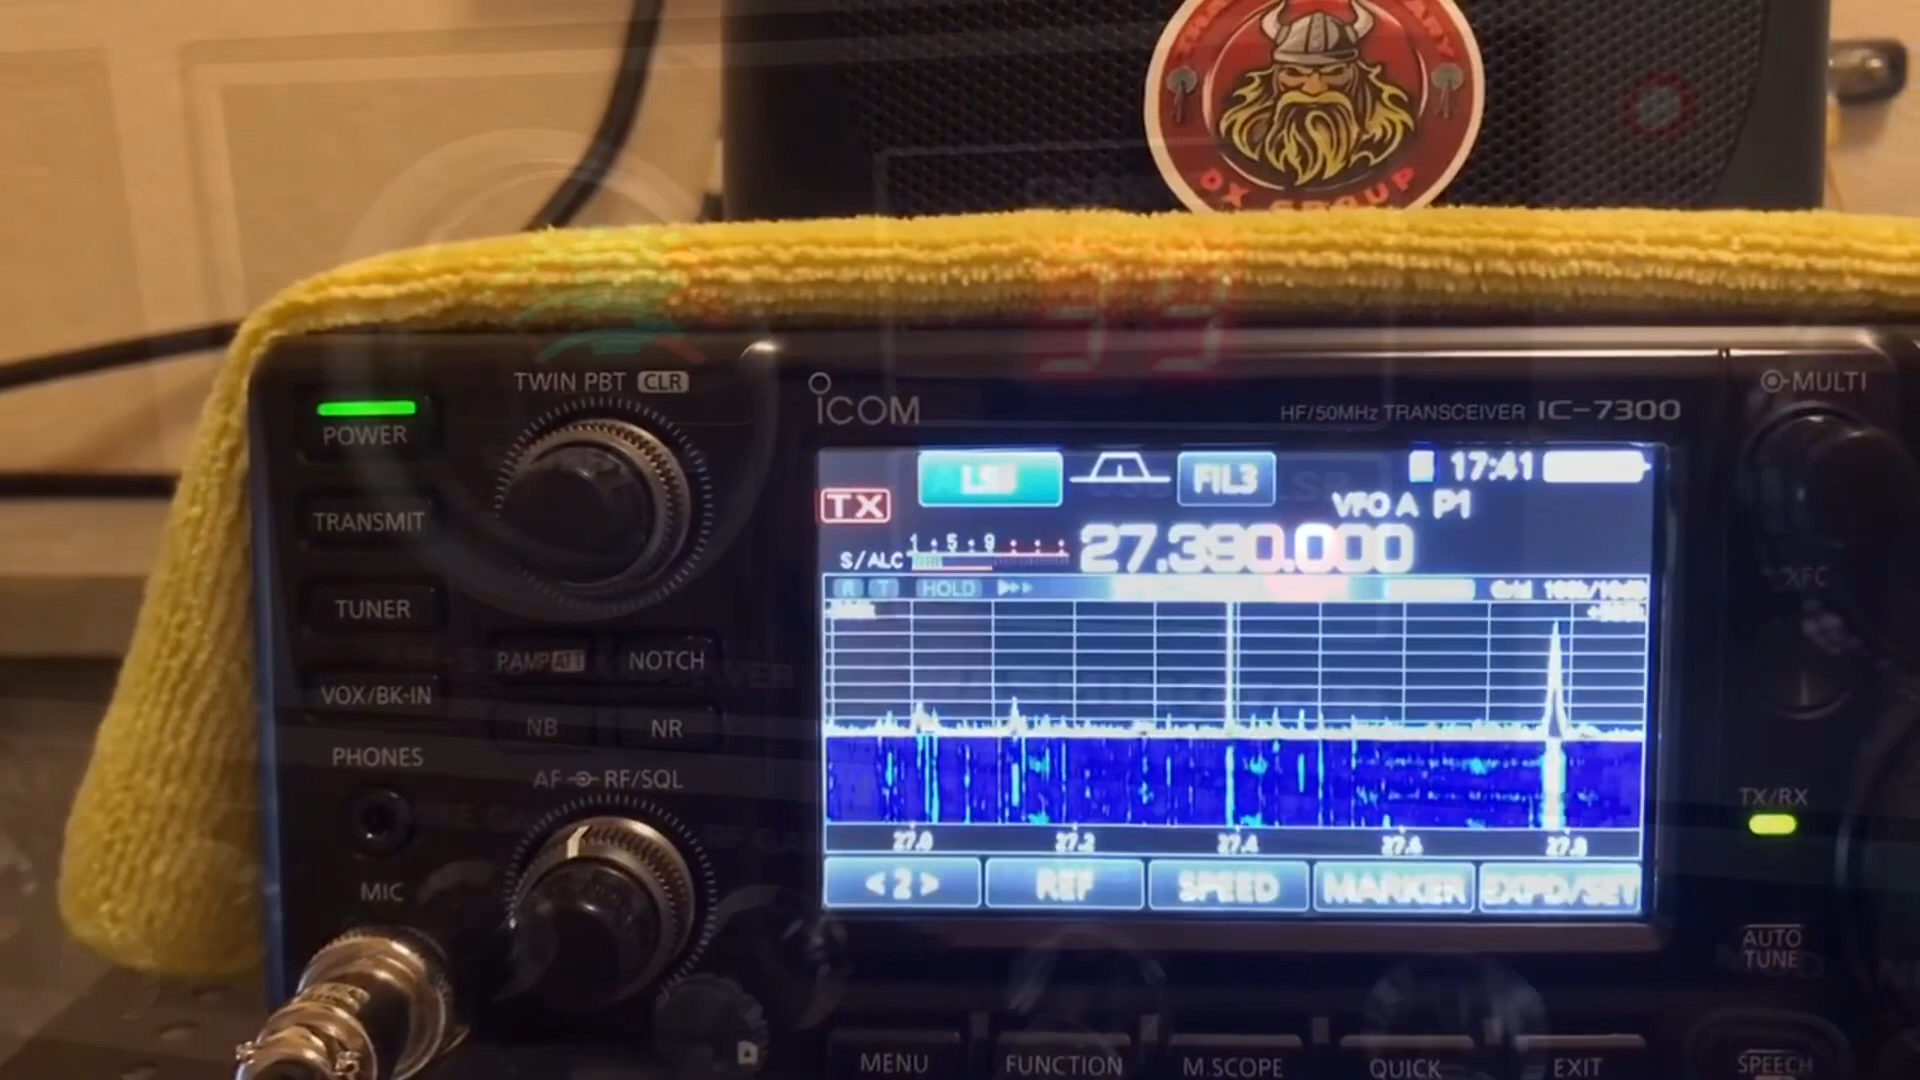 DX GROUP
TWIN PBT CLR
ICOM
HF/50MHz TRANSCEIVER IC-7300
MULTI
POWER
LSB
FIL3
17:41
TX
VFO A P1
TRANSMIT
1 5 9
S/ALC
27.390.000
R T HOLD
XFC
TUNER
P.AMP ATT
NOTCH
VOX/BK-IN
NB
NR
PHONES
AF RF/SQL
TX/RX
27.0 27.2 27.4 27.6 27.8
<2> REF SPEED MARKER EXPD/SET
MIC
AUTO
TUNE
MENU FUNCTION M.SCOPE QUICK EXIT
SPEECH